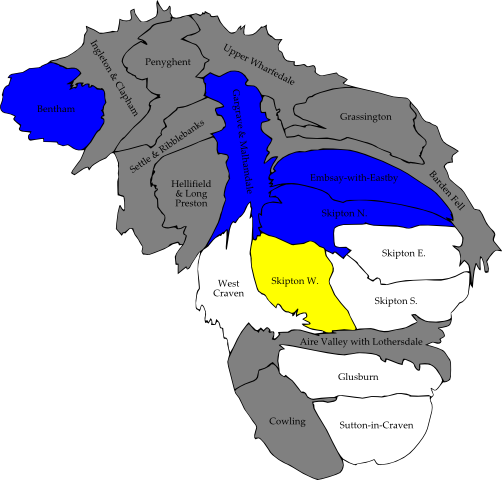 Ingleton & Clapham
Penyghent
Upper Wharfedale
Bentham
Gargrave & Malhamdale
Grassington
Settle & Ribblebanks
Hellifield
& Long
Preston
Embsay-with-Eastby
Barden Fell
Skipton N.
Skipton E.
West
Craven
Skipton W.
Skipton S.
Aire Valley with Lothersdale
Glusburn
Cowling
Sutton-in-Craven